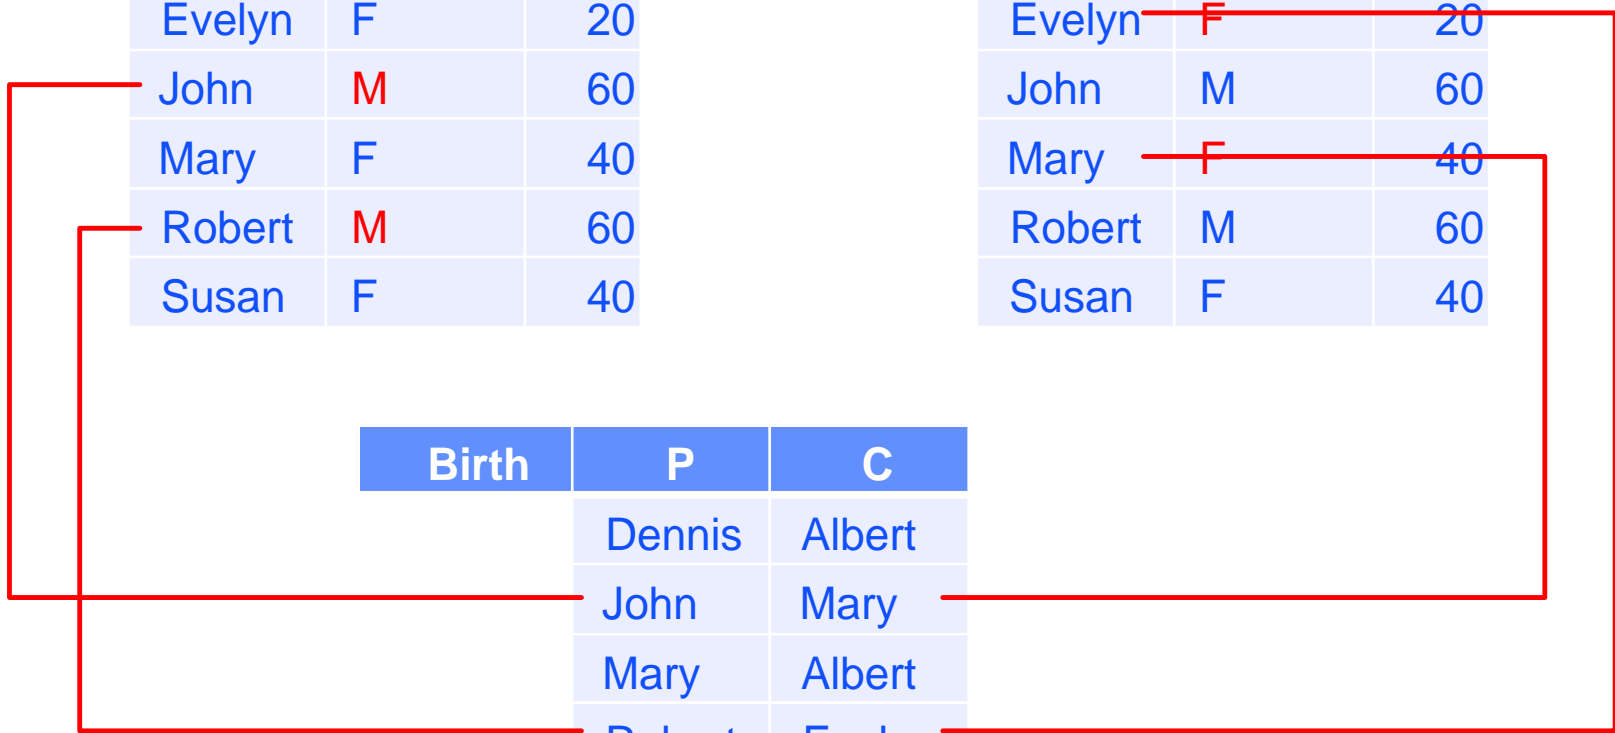 Evelyn F 20 Evelyn F 20
John M 60 John M 60
Mary F 40 Mary F 40
Robert M 60 Robert M 60
Susan F 40 Susan F 40
Birth P C
Dennis Albert
John Mary
Mary Albert